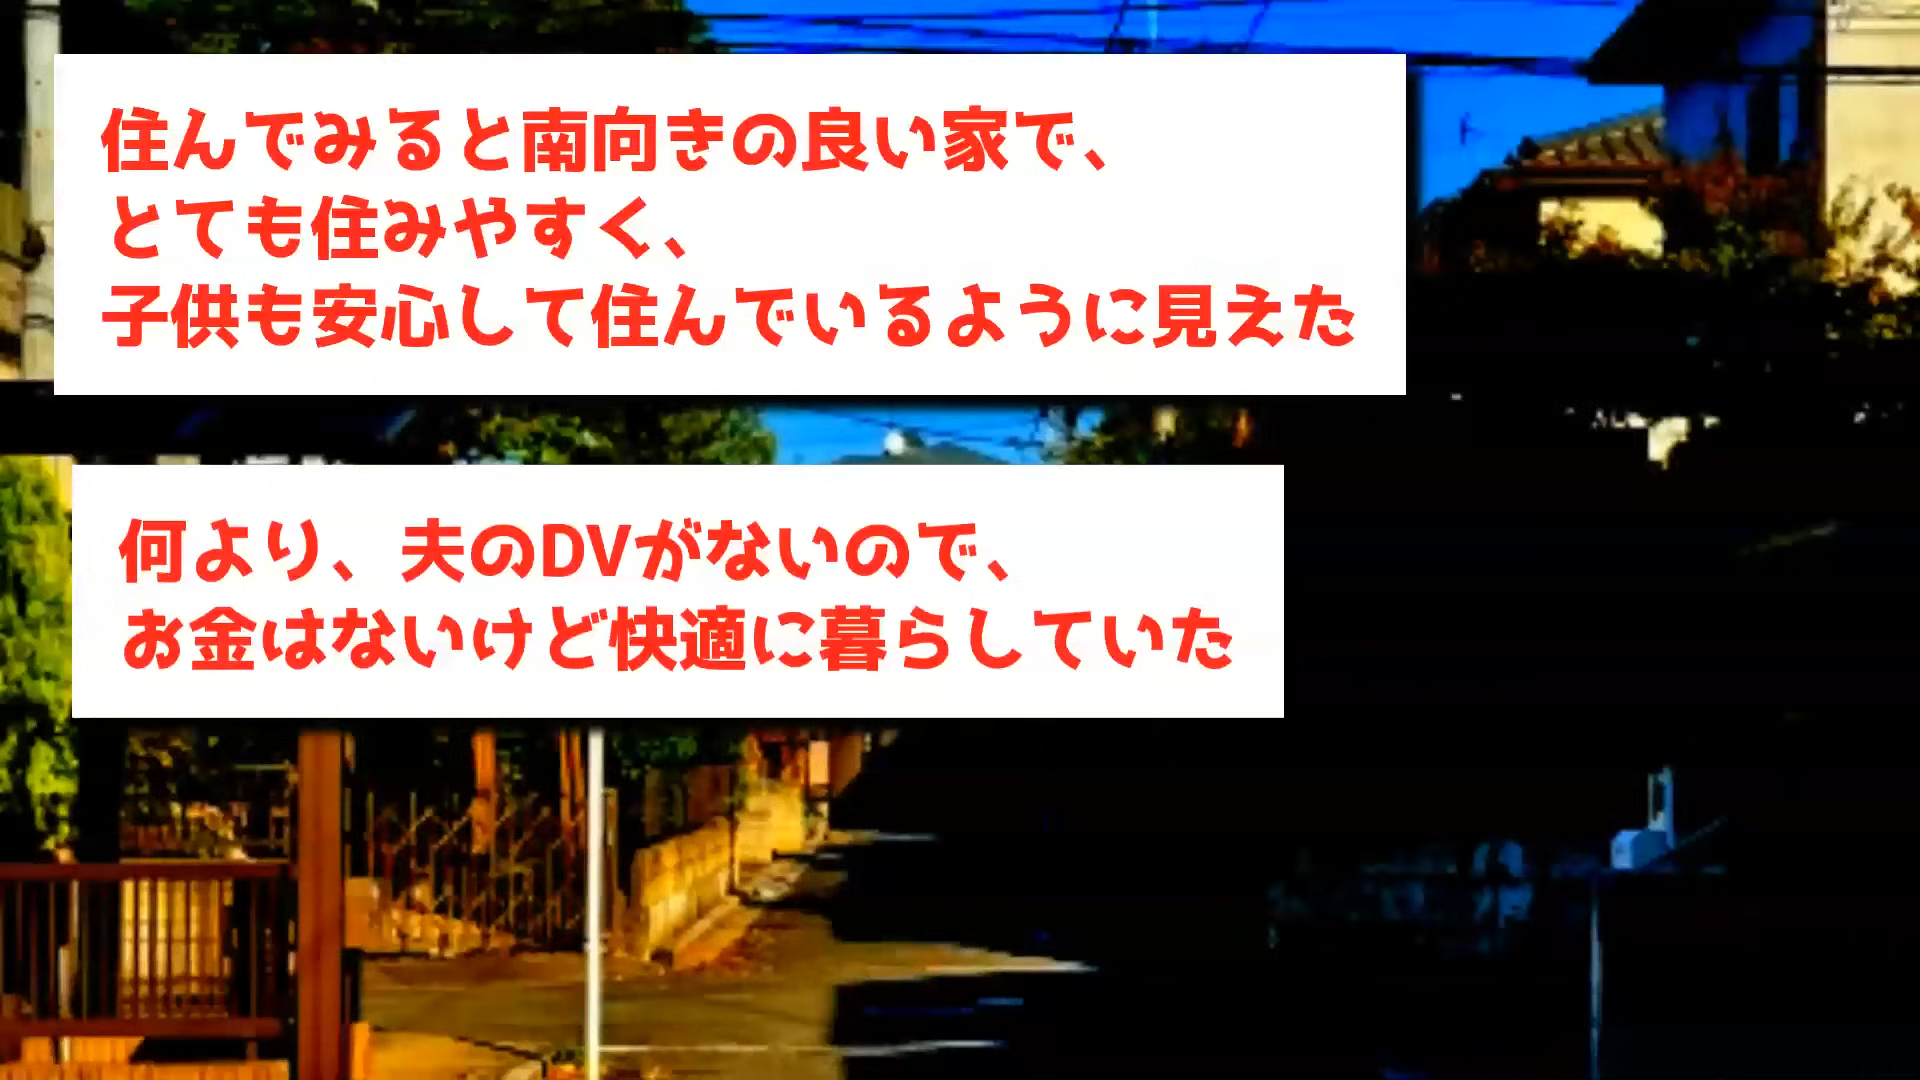 住んでみると南向きの良い家で、
とても住みやすく、
子供も安心して住んでいるように見えた
何より、夫のDVがないので、
お金はないけど快適に暮らしていた